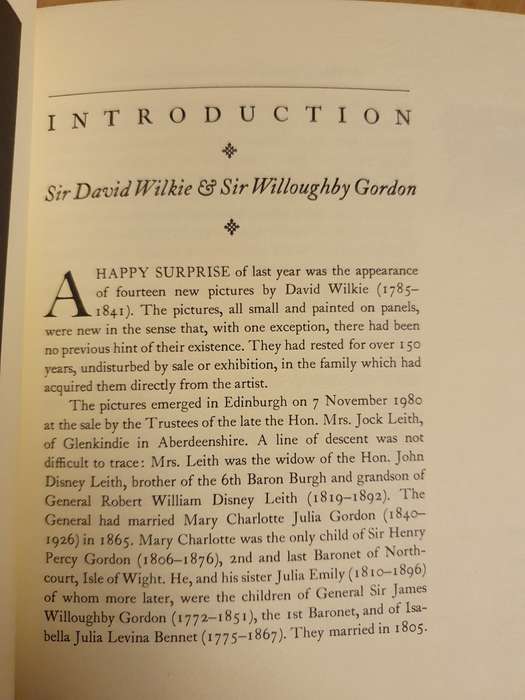 INTRODUCTION
Sir David Wilkie & Sir Willoughby Gordon
A HAPPY SURPRISE of last year was the appearance
of fourteen new pictures by David Wilkie (1785–
1841). The pictures, all small and painted on panels,
were new in the sense that, with one exception, there had been
no previous hint of their existence. They had rested for over 150
years, undisturbed by sale or exhibition, in the family which had
acquired them directly from the artist.
The pictures emerged in Edinburgh on 7 November 1980
at the sale by the Trustees of the late the Hon. Mrs. Jock Leith,
of Glenkindie in Aberdeenshire. A line of descent was not
difficult to trace: Mrs. Leith was the widow of the Hon. John
Disney Leith, brother of the 6th Baron Burgh and grandson of
General Robert William Disney Leith (1819–1892). The
General had married Mary Charlotte Julia Gordon (1840–
1926) in 1865. Mary Charlotte was the only child of Sir Henry
Percy Gordon (1806–1876), 2nd and last Baronet of North-
court, Isle of Wight. He, and his sister Julia Emily (1810–1896)
of whom more later, were the children of General Sir James
Willoughby Gordon (1772–1851), the 1st Baronet, and of Isa-
bella Julia Levina Bennet (1775–1867). They married in 1805.